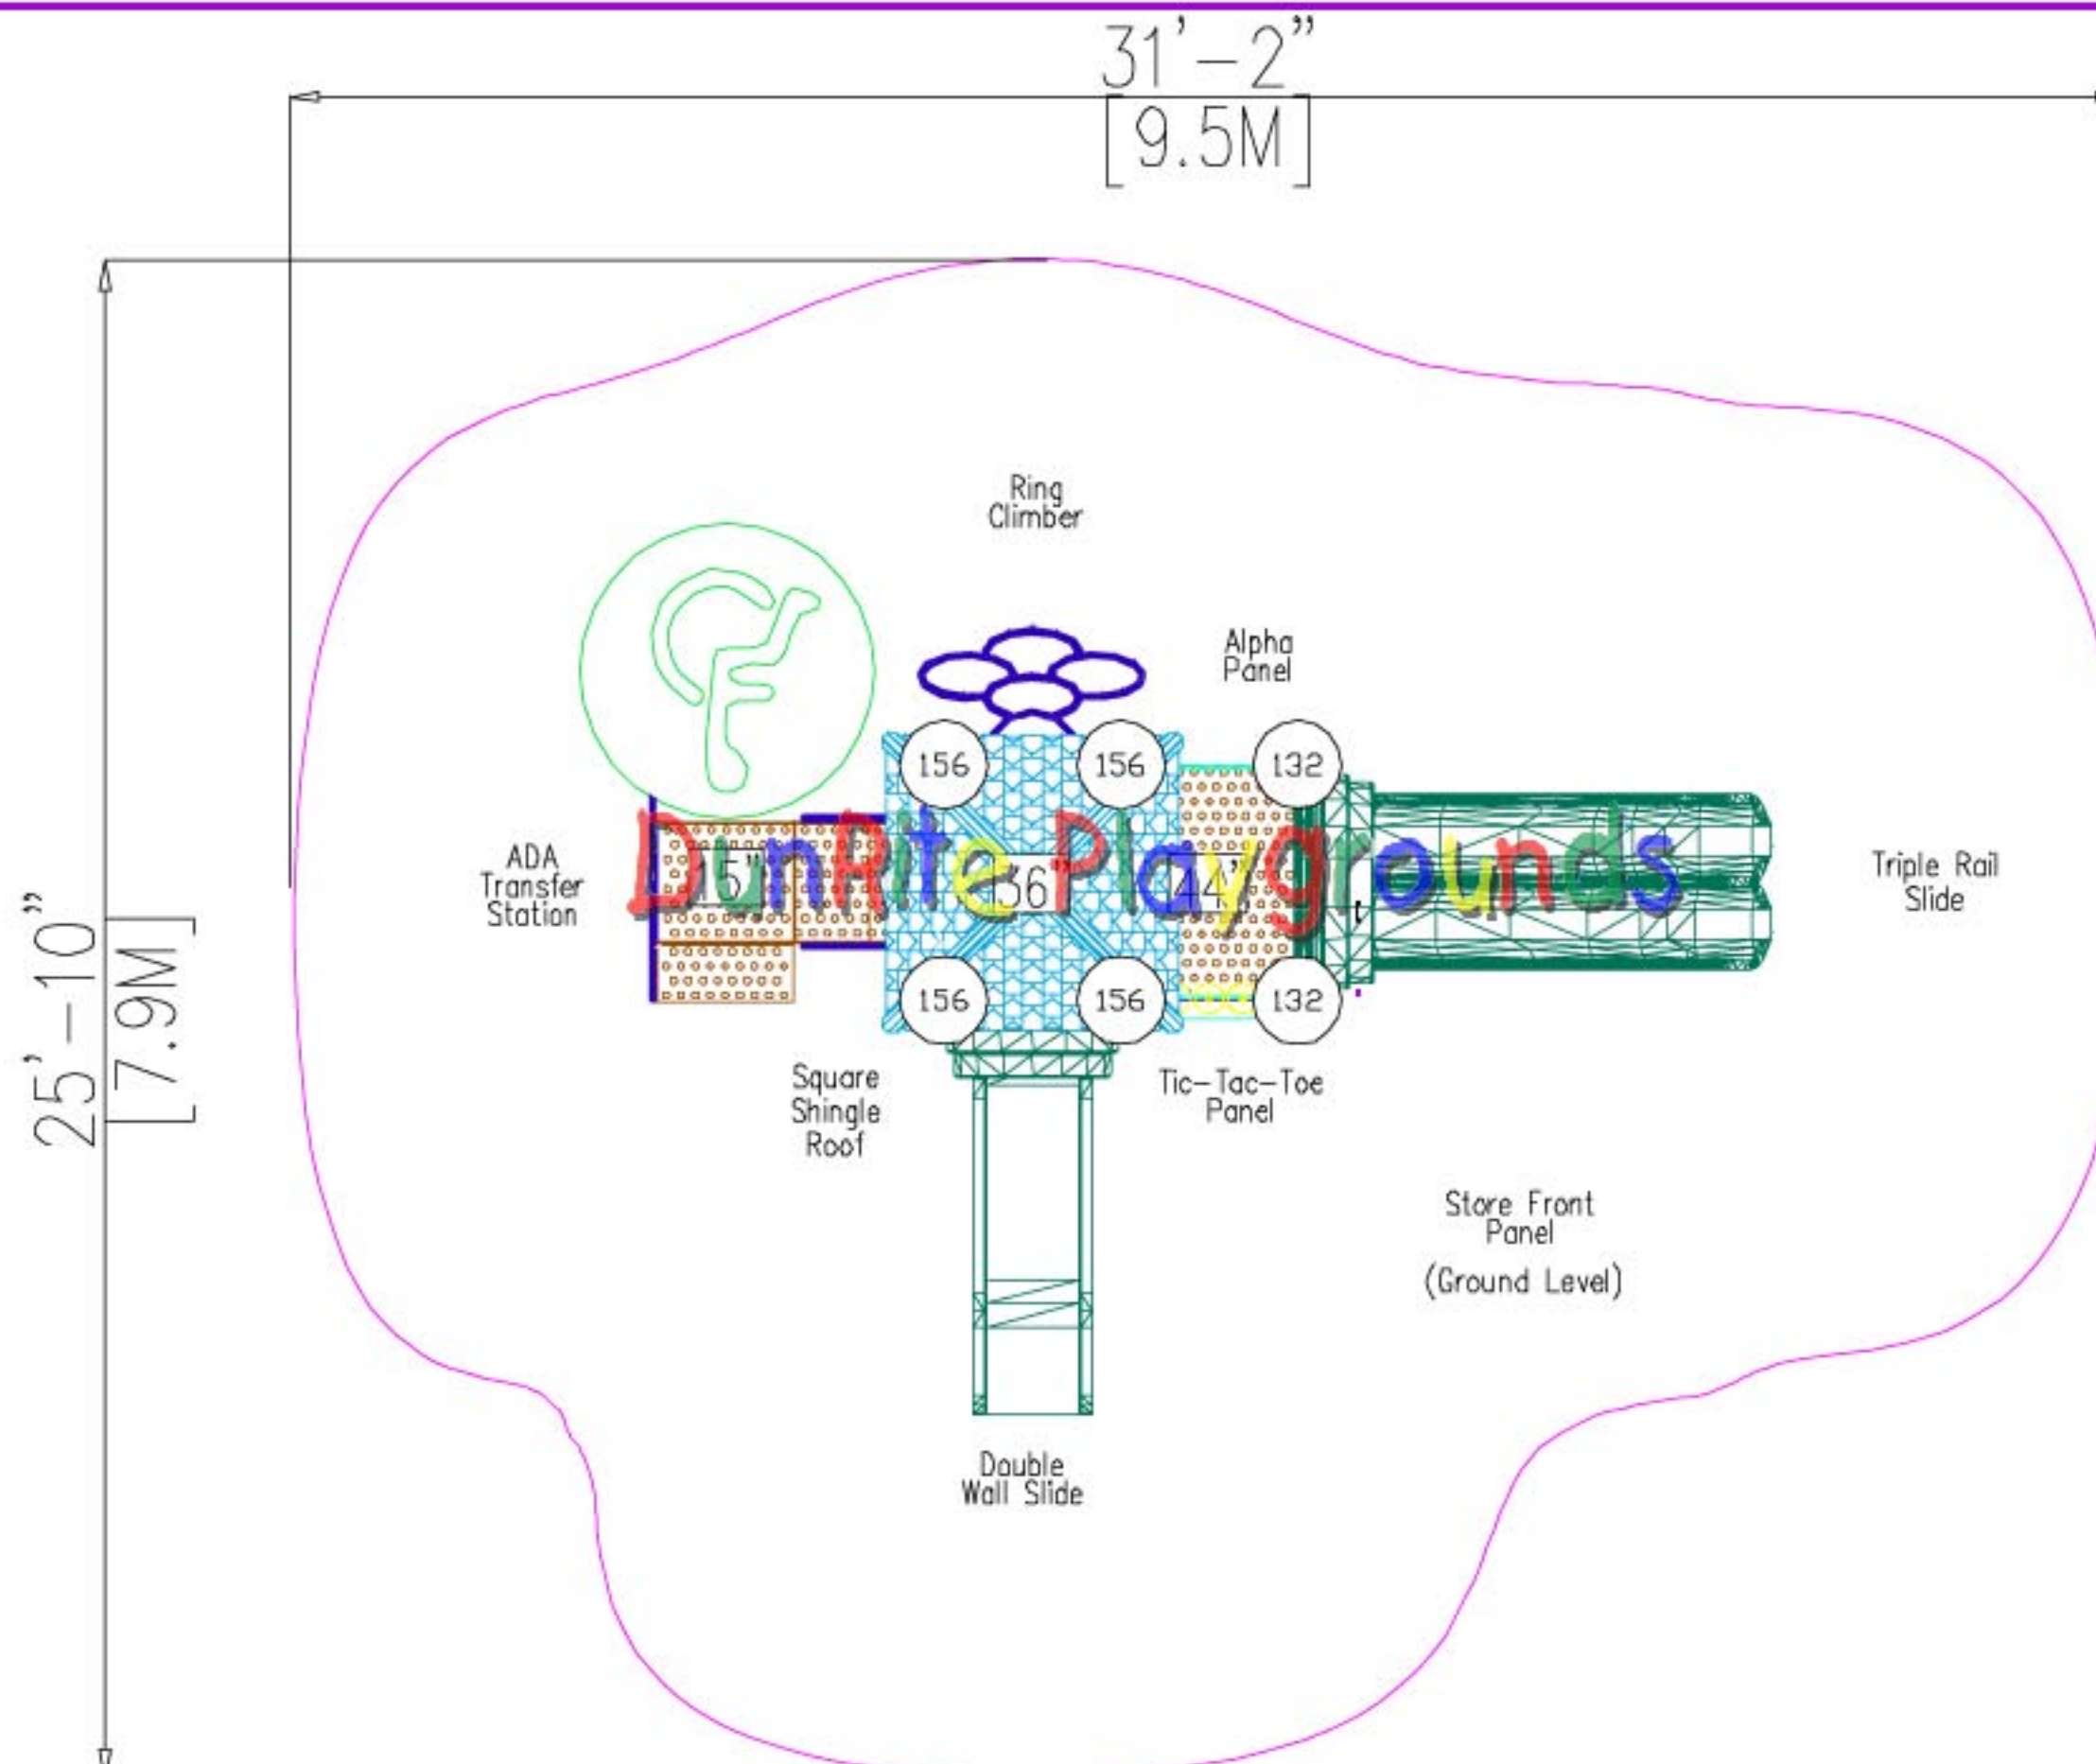 31'-2"
[9.5M]
Ring
Climber
Alpha
Panel
156
156
132
25'-10"
[7.9M]
ADA
Transfer
Station
DunRite Playgrounds
15"
36"
44"
Triple Rail
Slide
156
156
132
Square
Shingle
Roof
Tic-Tac-Toe
Panel
Store Front
Panel
(Ground Level)
Double
Wall Slide